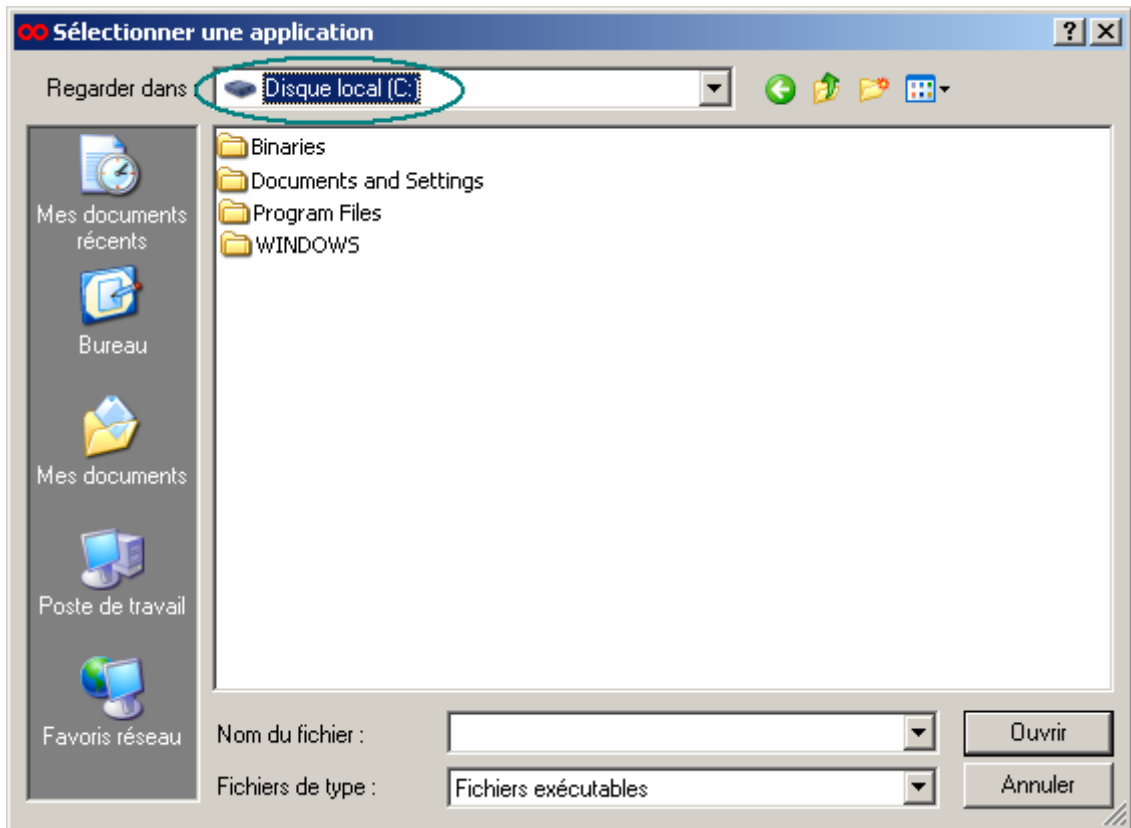 Sélectionner une application
Regarder dans :
Disque local (C:)
Binaries
Documents and Settings
Program Files
WINDOWS
Mes documents
récents
Bureau
Mes documents
Poste de travail
Favoris réseau
Nom du fichier :
Ouvrir
Fichiers de type :
Fichiers exécutables
Annuler